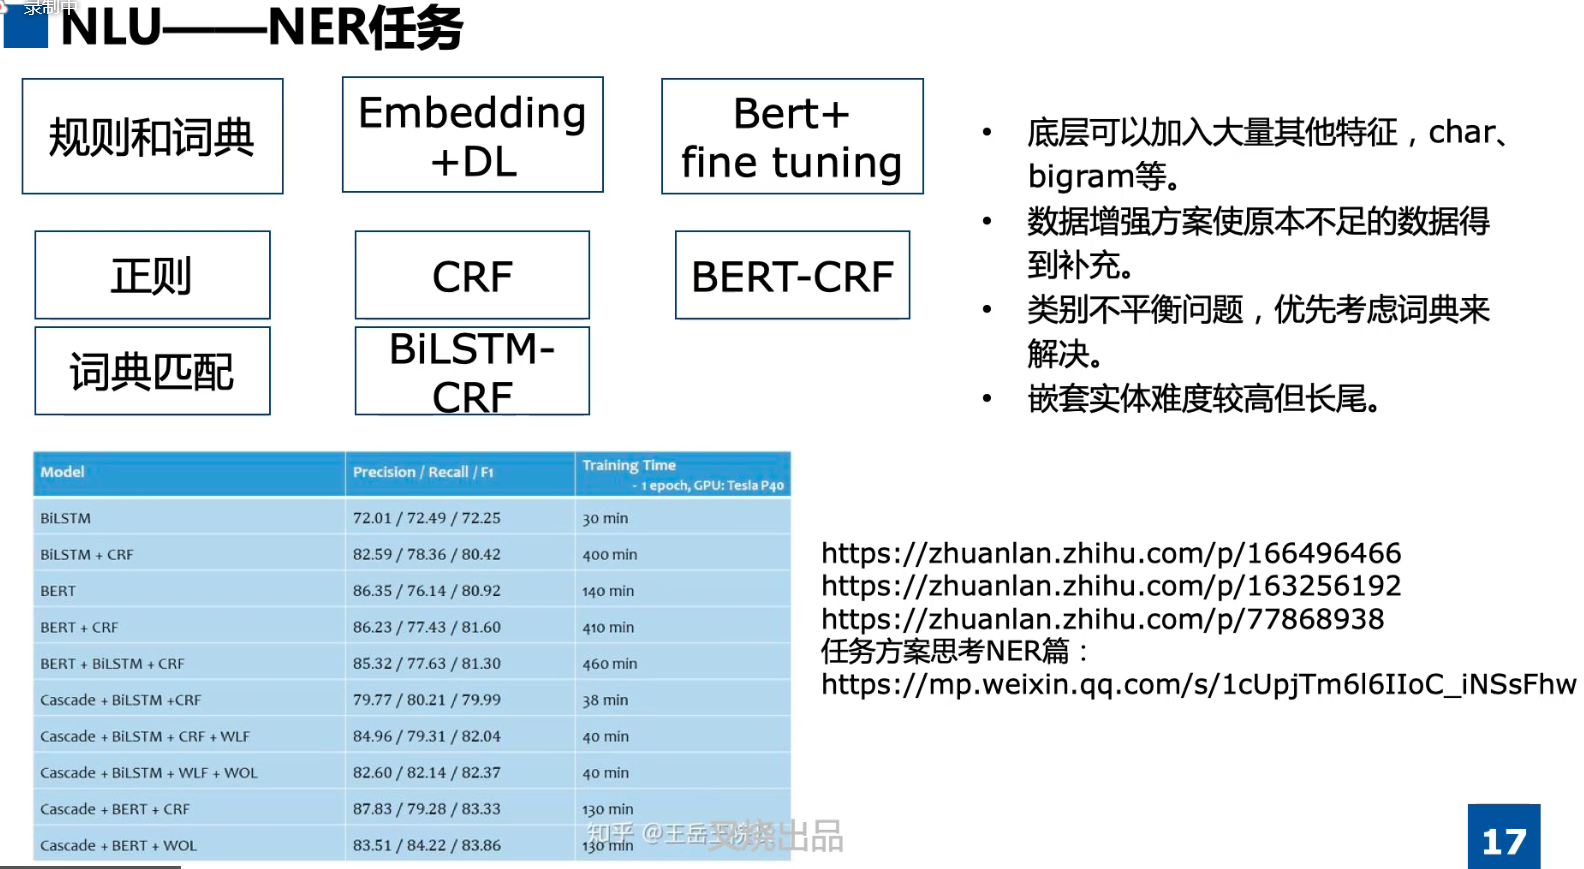 录制中
NLU——NER任务
规则和词典
Embedding
+DL
Bert+
fine tuning
正则
CRF
BERT-CRF
词典匹配
BiLSTM-
CRF
• 底层可以加入大量其他特征，char、
bigram等。
• 数据增强方案使原本不足的数据得
到补充。
• 类别不平衡问题，优先考虑词典来
解决。
• 嵌套实体难度较高但长尾。
Model Precision / Recall / F1 Training Time
- 1 epoch, GPU: Tesla P40
BiLSTM 72.01 / 72.49 / 72.25 30 min
BiLSTM + CRF 82.59 / 78.36 / 80.42 400 min
BERT 86.35 / 76.14 / 80.92 140 min
BERT + CRF 86.23 / 77.43 / 81.60 410 min
BERT + BiLSTM + CRF 85.32 / 77.63 / 81.30 460 min
Cascade + BiLSTM +CRF 79.77 / 80.21 / 79.99 38 min
Cascade + BiLSTM + CRF + WLF 84.96 / 79.31 / 82.04 40 min
Cascade + BiLSTM + WLF + WOL 82.60 / 82.14 / 82.37 40 min
Cascade + BERT + CRF 87.83 / 79.28 / 83.33 130 min
Cascade + BERT + WOL 83.51 / 84.22 / 83.86 130 min
知乎 @王岳王院长
叉烧出品
https://zhuanlan.zhihu.com/p/166496466
https://zhuanlan.zhihu.com/p/163256192
https://zhuanlan.zhihu.com/p/77868938
任务方案思考NER篇：
https://mp.weixin.qq.com/s/1cUpjTm6l6IIoC_iNSsFhw
17